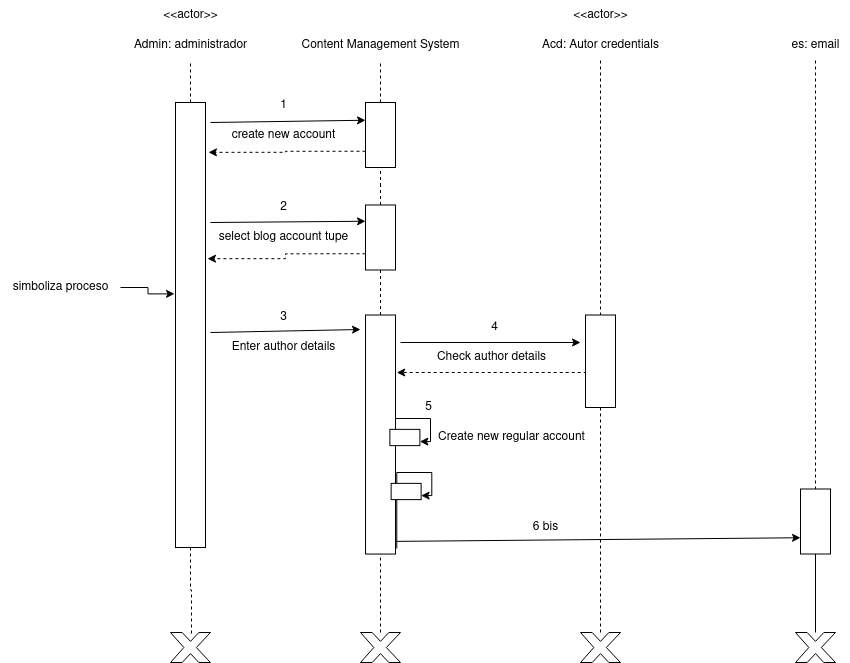 <<actor>>
<<actor>>
Admin: administrador
Content Management System
Acd: Autor credentials
es: email
1
create new account
2
select blog account tupe
simboliza proceso
3
Enter author details
4
Check author details
5
Create new regular account
6 bis